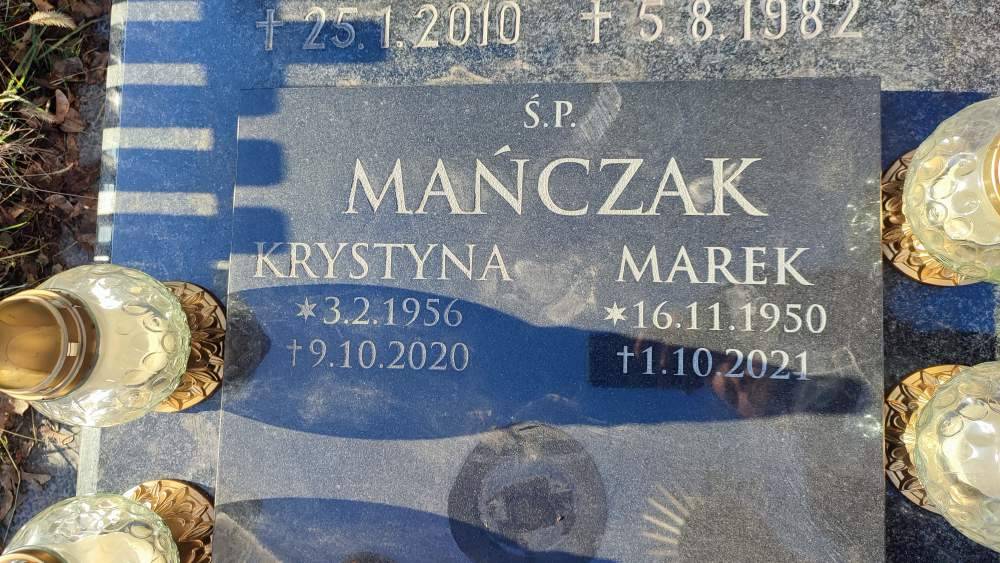 ✝ 25.1.2010 ✝ 5.8.1982
Ś.P.
MAŃCZAK
KRYSTYNA MAREK
✶3.2.1956 ✶16.11.1950
†9.10.2020 †1.10.2021